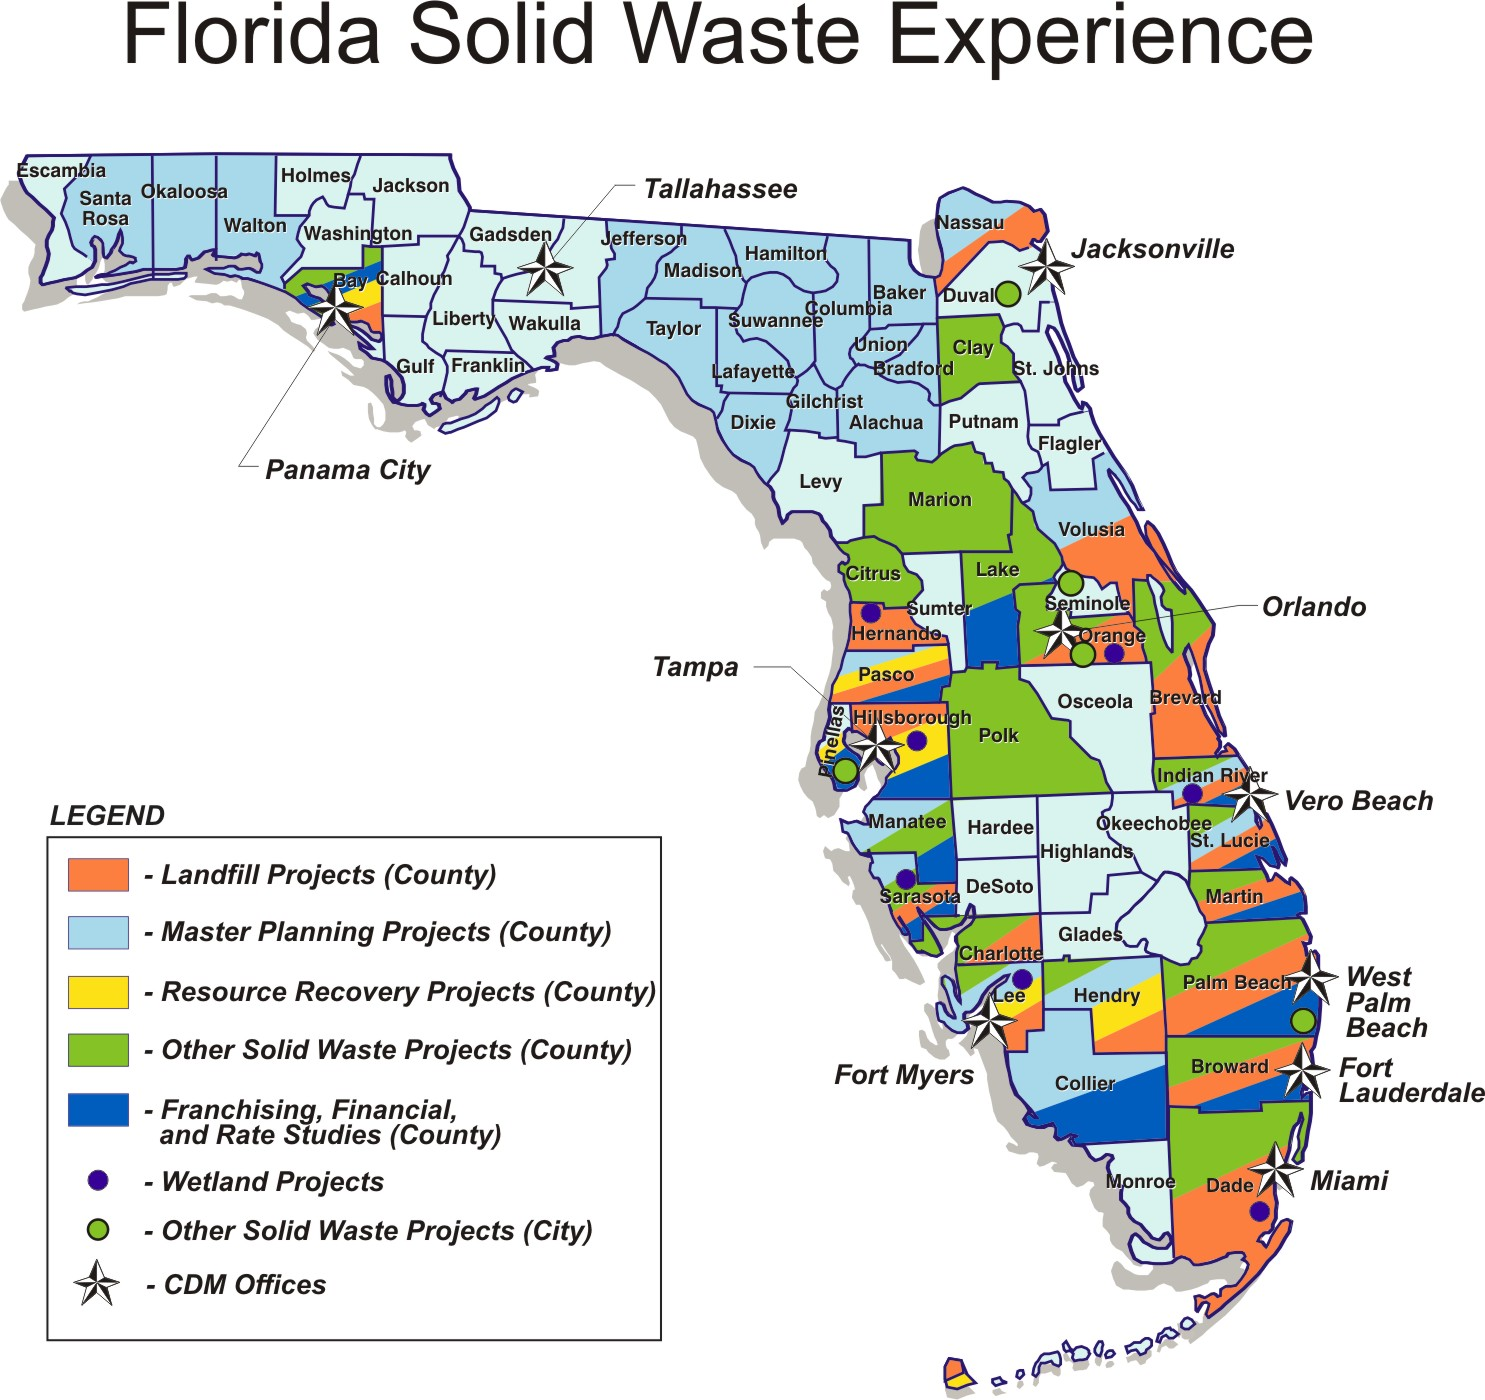 Florida Solid Waste Experience
Escambia
Santa
Rosa
Okaloosa
Walton
Holmes
Jackson
Washington
Bay
Calhoun
Gadsden
Liberty
Gulf
Franklin
Wakulla
Tallahassee
Panama City
Jefferson
Madison
Hamilton
Taylor
Suwannee
Columbia
Baker
Lafayette
Union
Bradford
Dixie
Gilchrist
Alachua
Nassau
Jacksonville
Duval
Clay
St. Johns
Putnam
Flagler
Levy
Marion
Volusia
Citrus
Lake
Sumter
Seminole
Orlando
Hernando
Orange
Tampa
Pasco
Osceola
Brevard
Pinellas
Hillsborough
Polk
Indian River
Vero Beach
Manatee
Hardee
Okeechobee
St. Lucie
Highlands
DeSoto
Sarasota
Martin
Charlotte
Glades
Lee
Hendry
Palm Beach
West
Palm
Beach
Fort Myers
Collier
Broward
Fort
Lauderdale
Monroe
Dade
Miami
LEGEND
- Landfill Projects (County)
- Master Planning Projects (County)
- Resource Recovery Projects (County)
- Other Solid Waste Projects (County)
- Franchising, Financial,
and Rate Studies (County)
- Wetland Projects
- Other Solid Waste Projects (City)
- CDM Offices